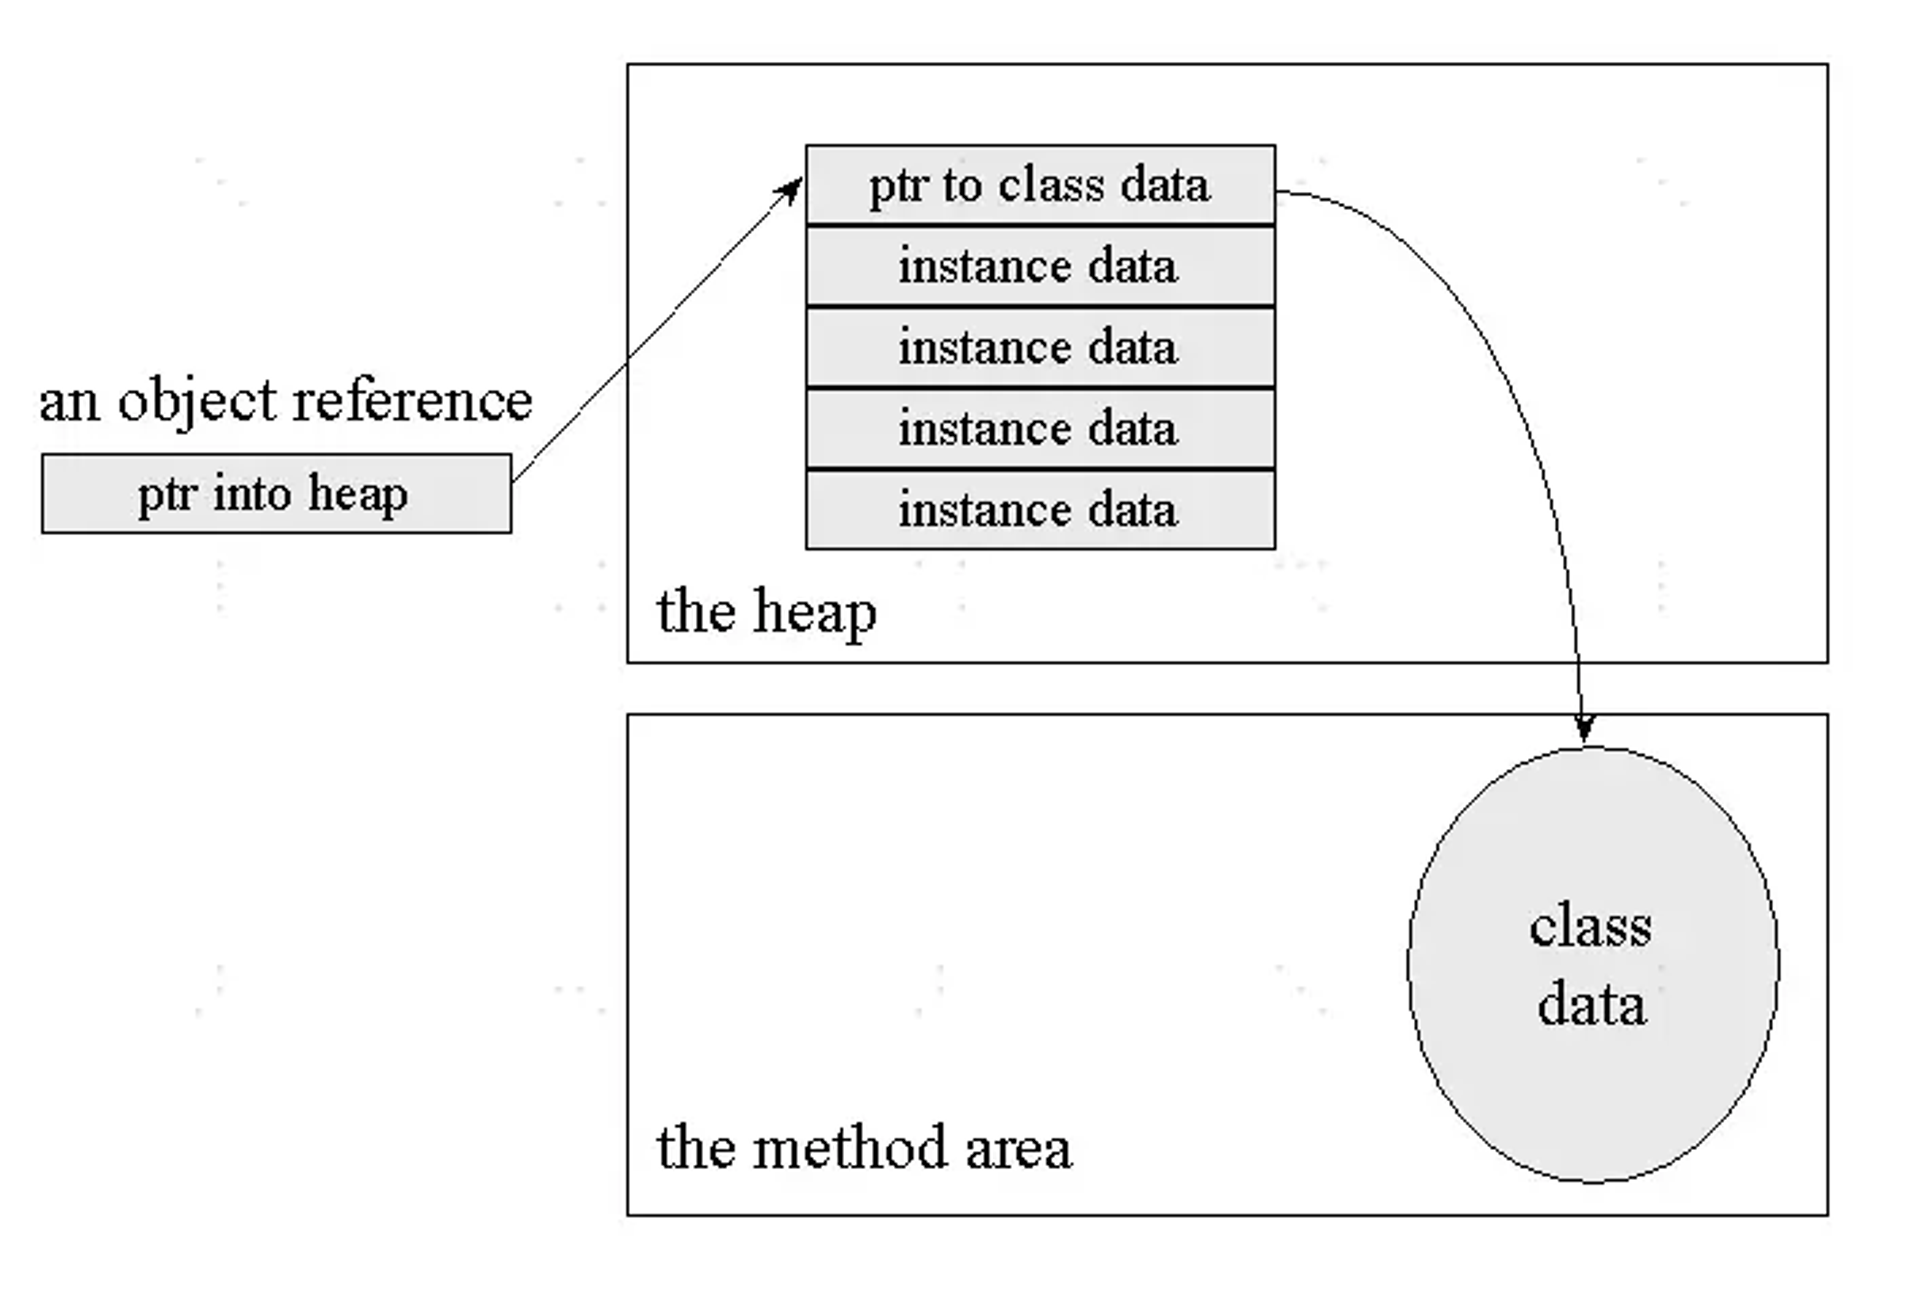 ptr to class data
instance data
instance data
an object reference
instance data
ptr into heap
instance data
the heap
class
data
the method area